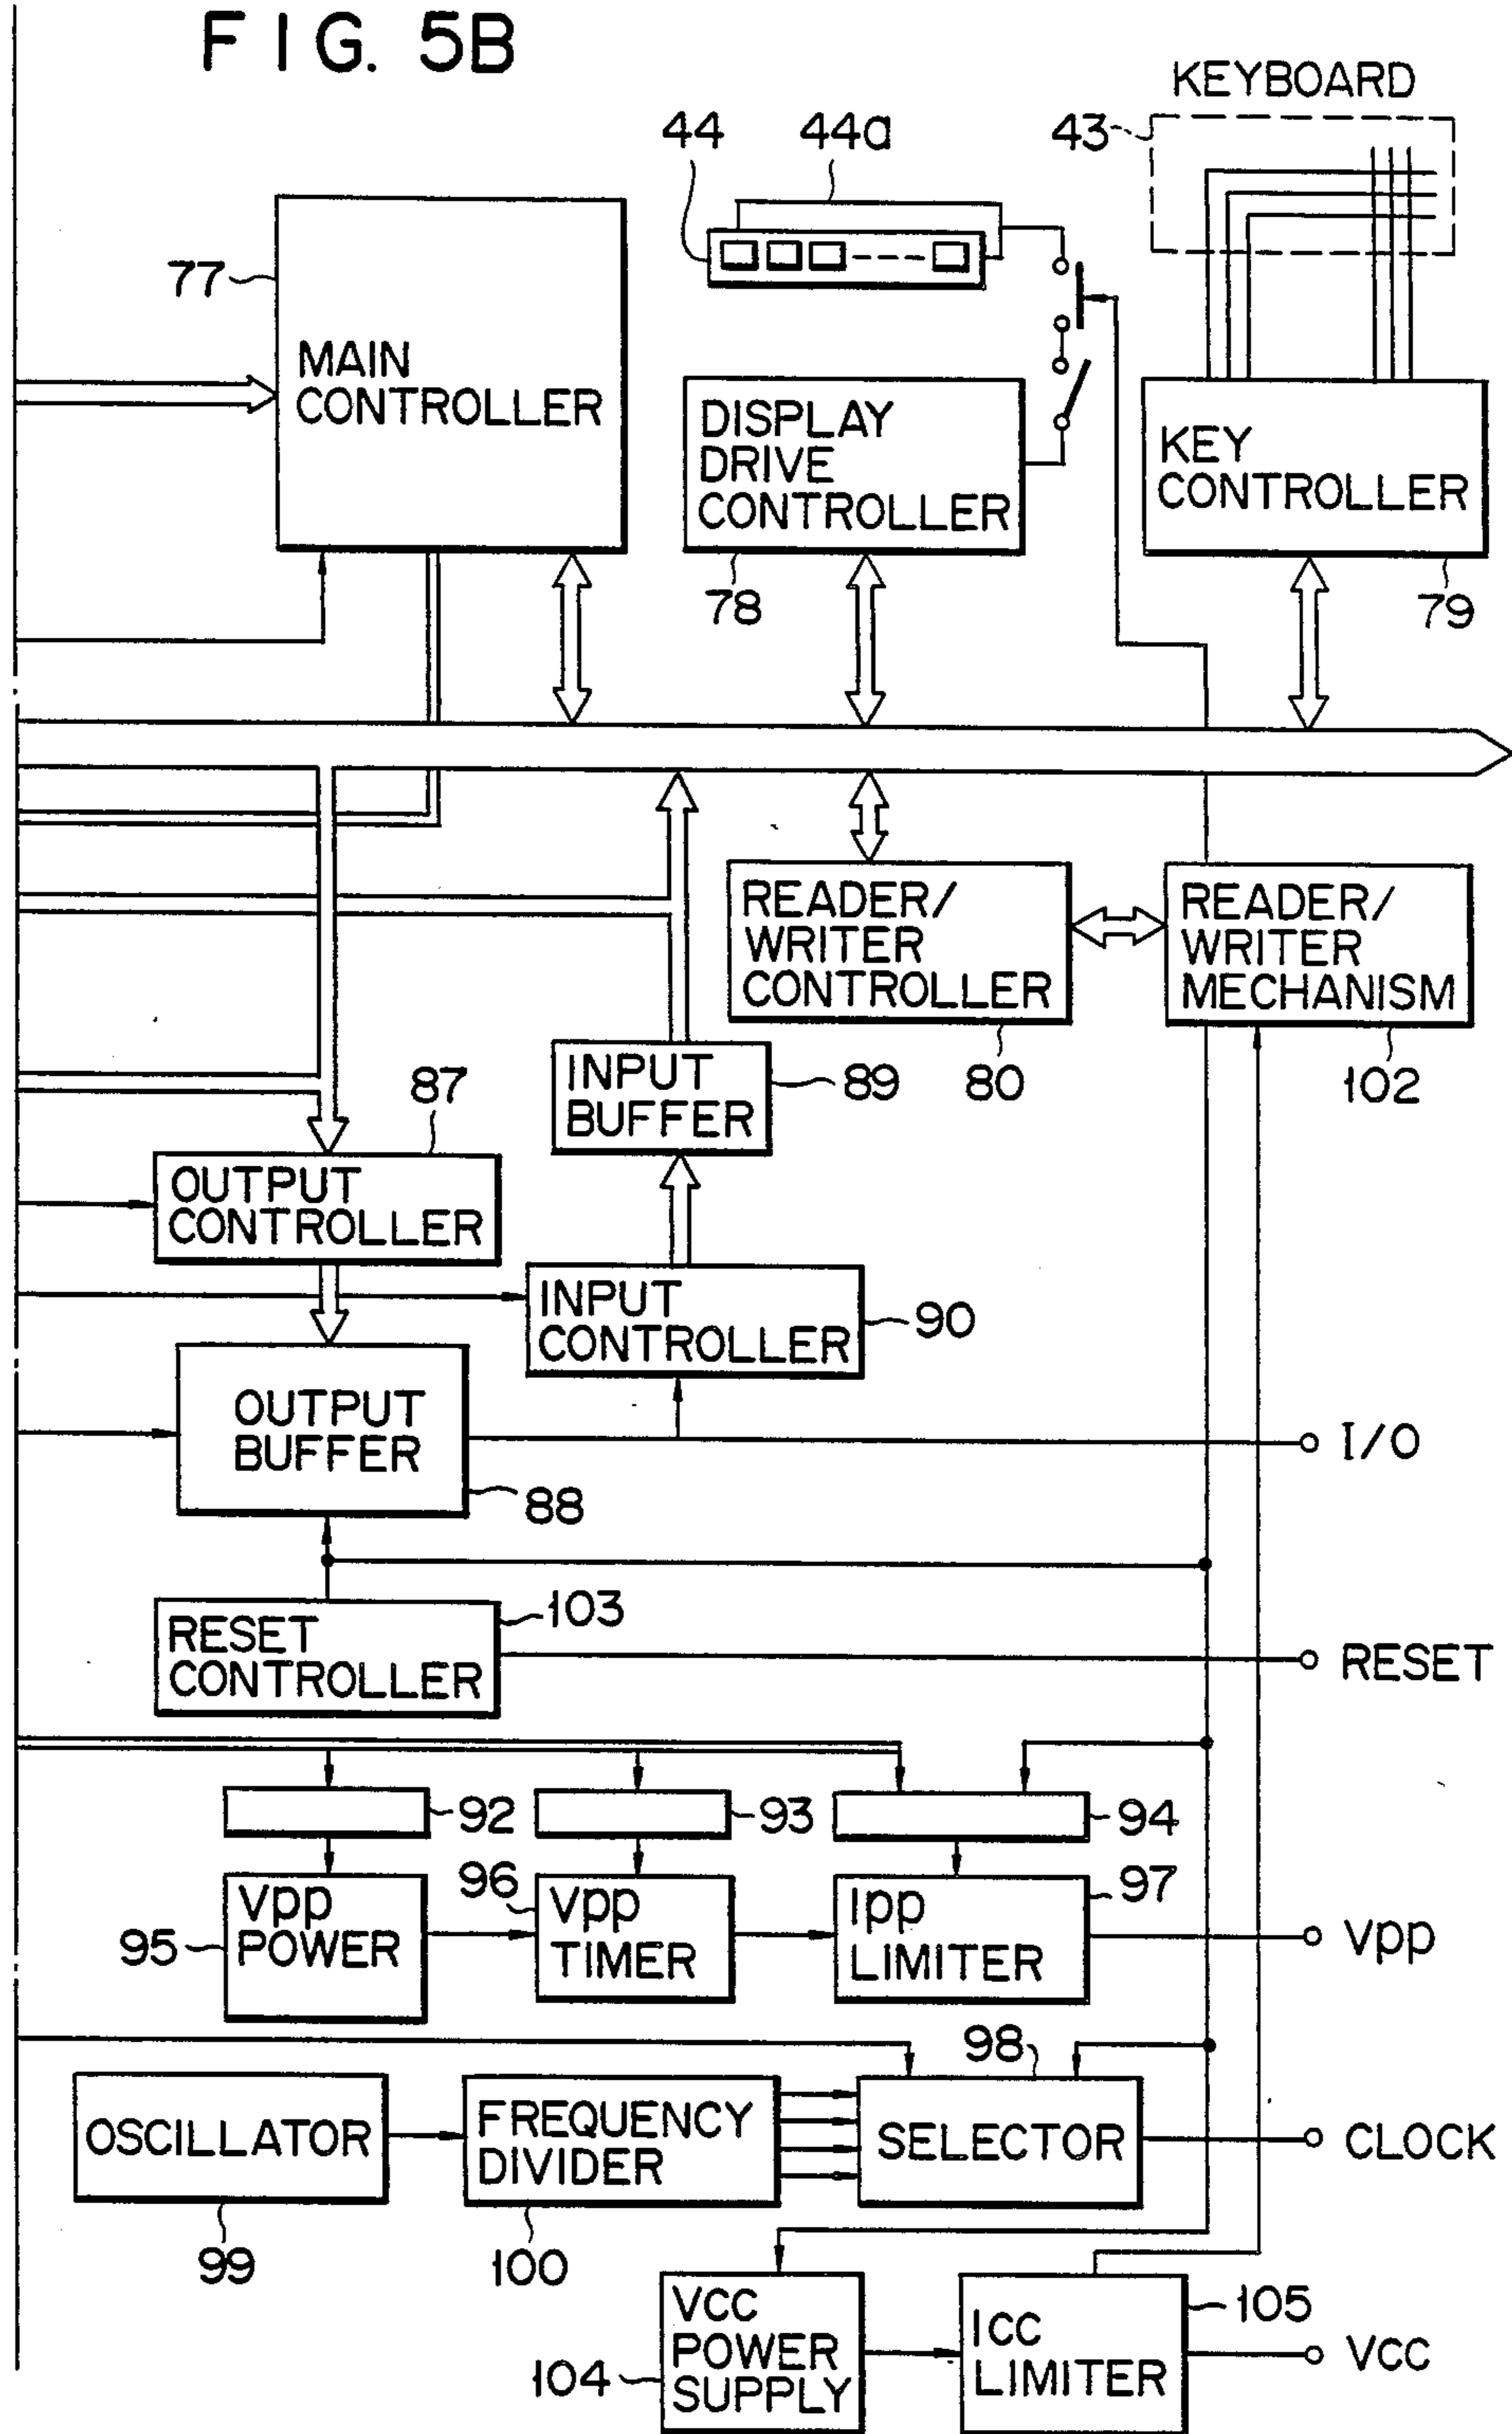 FIG. 5B
KEYBOARD
44
44a
43
77
MAIN
CONTROLLER
DISPLAY
DRIVE
CONTROLLER
KEY
CONTROLLER
78
79
READER/
WRITER
CONTROLLER
READER/
WRITER
MECHANISM
80
102
INPUT
BUFFER
89
87
OUTPUT
CONTROLLER
INPUT
CONTROLLER
90
OUTPUT
BUFFER
88
I/O
103
RESET
CONTROLLER
RESET
92
93
94
95
Vpp
POWER
96
Vpp
TIMER
Ipp
LIMITER
97
Vpp
98
OSCILLATOR
FREQUENCY
DIVIDER
SELECTOR
CLOCK
99
100
104
VCC
POWER
SUPPLY
ICC
LIMITER
105
VCC